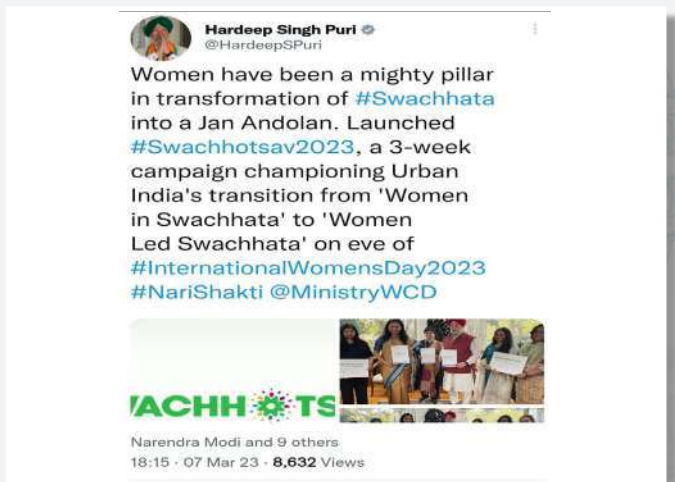 Hardeep Singh Puri
@HardeepSPuri
Women have been a mighty pillar
in transformation of #Swachhata
into a Jan Andolan. Launched
#Swachhotsav2023, a 3-week
campaign championing Urban
India's transition from 'Women
in Swachhata' to 'Women
Led Swachhata' on eve of
#InternationalWomensDay2023
#NariShakti @MinistryWCD
ACHH TS
Narendra Modi and 9 others
18:15 · 07 Mar 23 · 8,632 Views